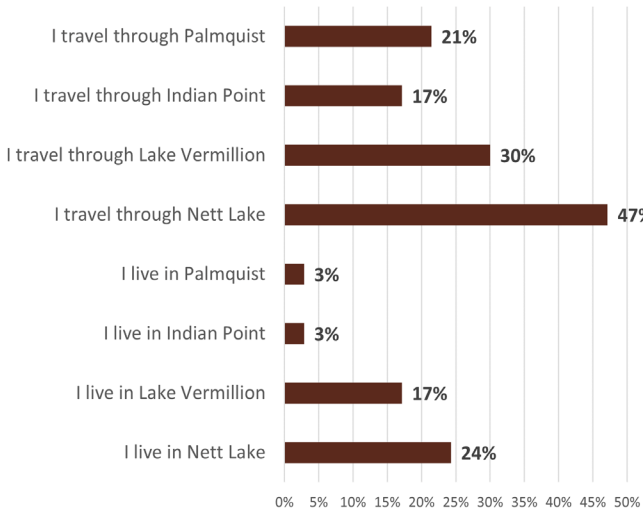 I travel through Palmquist 21%
I travel through Indian Point 17%
I travel through Lake Vermillion 30%
I travel through Nett Lake 47%
I live in Palmquist 3%
I live in Indian Point 3%
I live in Lake Vermillion 17%
I live in Nett Lake 24%
0% 5% 10% 15% 20% 25% 30% 35% 40% 45% 50%